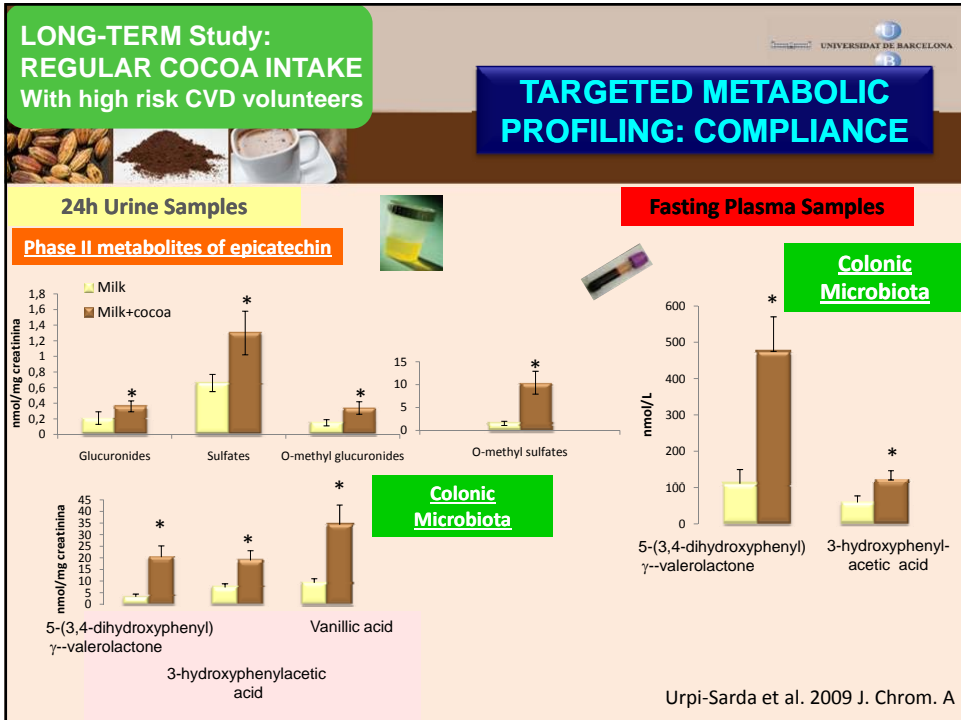 LONG-TERM Study:
REGULAR COCOA INTAKE
With high risk CVD volunteers
U
UNIVERSIDAT DE BARCELONA
B
TARGETED METABOLIC
PROFILING: COMPLIANCE
24h Urine Samples
Phase II metabolites of epicatechin
Milk
Milk+cocoa
nmol/mg creatinina
1,8
1,6
1,4
1,2
1
0,8
0,6
0,4
0,2
0
*
*
*
Glucuronides
Sulfates
O-methyl glucuronides
15
10
5
0
*
O-methyl sulfates
Colonic
Microbiota
nmol/mg creatinina
45
40
35
30
25
20
15
10
5
0
*
*
*
5-(3,4-dihydroxyphenyl)
γ--valerolactone
Vanillic acid
3-hydroxyphenylacetic
acid
Fasting Plasma Samples
Colonic
Microbiota
nmol/L
600
500
400
300
200
100
0
*
*
5-(3,4-dihydroxyphenyl)
γ--valerolactone
3-hydroxyphenyl-
acetic acid
Urpi-Sarda et al. 2009 J. Chrom. A